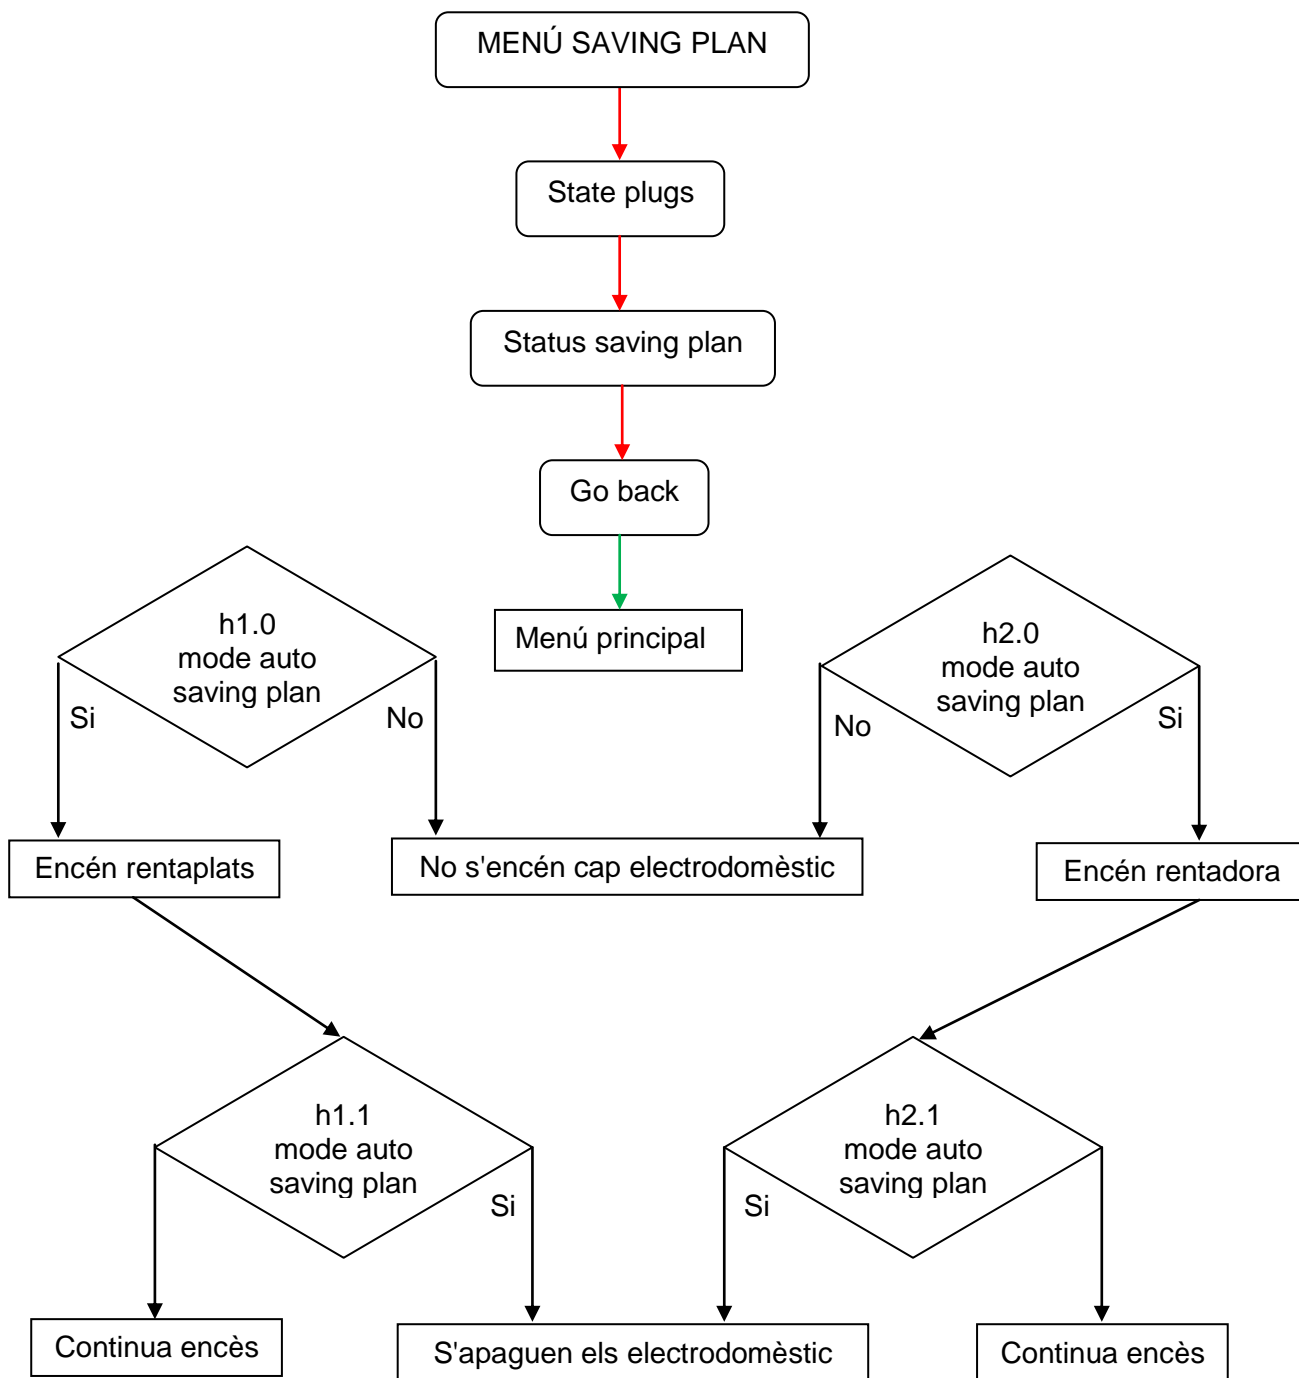 MENÚ SAVING PLAN
State plugs
Status saving plan
Go back
Menú principal
h1.0
mode auto
saving plan
Si
No
h2.0
mode auto
saving plan
No
Si
Encén rentaplats
No s'encén cap electrodomèstic
Encén rentadora
h1.1
mode auto
saving plan
Si
h2.1
mode auto
saving plan
Si
Continua encès
S'apaguen els electrodomèstic
Continua encès